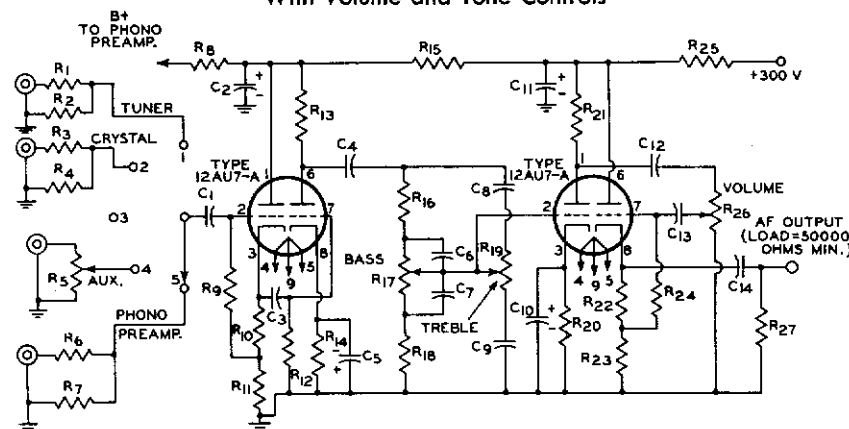 With Volume and Tone Controls
B+
TO PHONO
PREAMP.
R8
R15
R25
+300 V
C2
+
-
C11
+
-
R1
R2
TUNER
R13
R21
CRYSTAL
R3
R4
1
2
C4
C12
TYPE
12AU7-A
1
6
TYPE
12AU7-A
1
6
C8
VOLUME
R26
C1
2
7
R16
2
7
C13
3
3
8
R19
3
8
AF OUTPUT
(LOAD=50000
OHMS MIN.)
BASS
C6
R5
AUX.
4
5
4
9
5
R17
4
9
5
C14
R9
C3
C7
TREBLE
C10
+
-
R22
R24
PHONO
PREAMP.
R6
R7
R10
R11
R12
R14
-
+
C5
R18
C9
R20
R23
R27